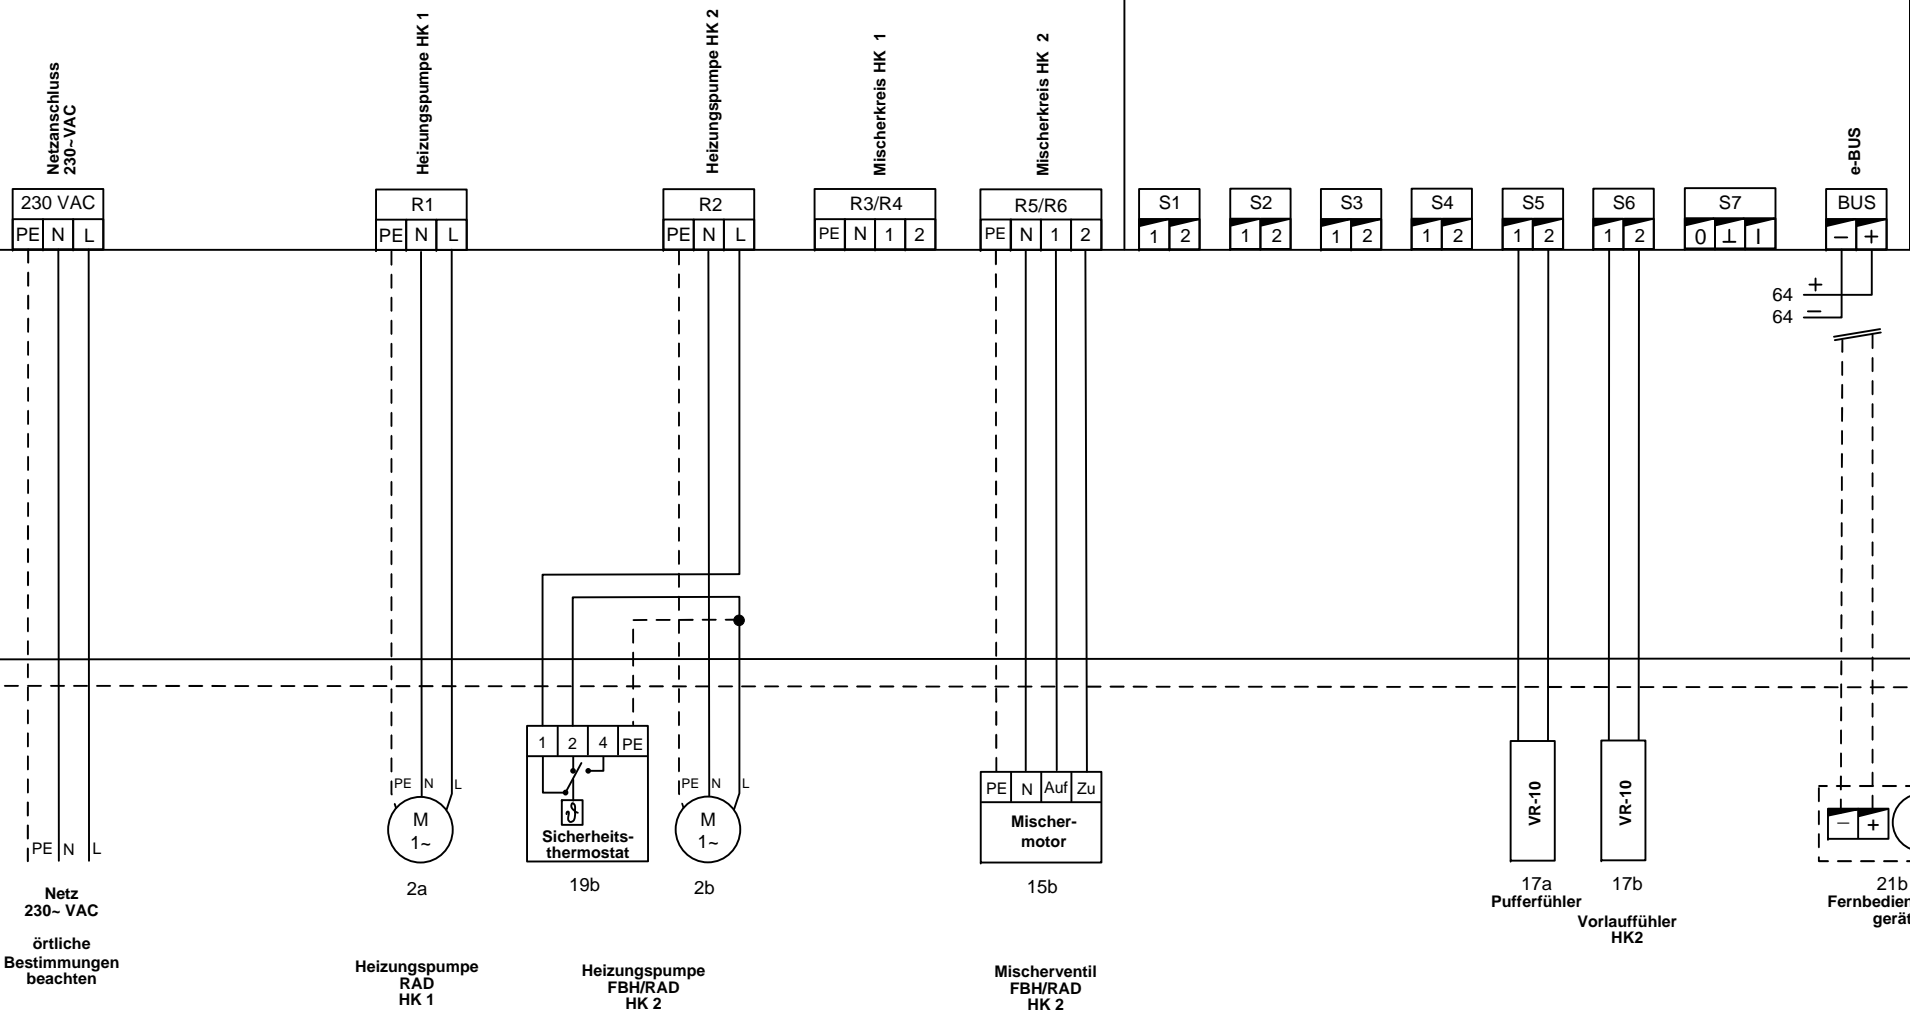 Netzanschluss
230~VAC
Heizungspumpe HK 1
Heizungspumpe HK 2
Mischerkreis HK 1
Mischerkreis HK 2
e-BUS
230 VAC
R1
R2
R3/R4
R5/R6
S1
S2
S3
S4
S5
S6
S7
BUS
PE N L
PE N L
PE N L
PE N 1 2
PE N 1 2
1 2
1 2
1 2
1 2
1 2
1 2
0 ⊥ I
− +
64 +
64 −
1 2 4 PE
PE N L
M
1~
ϑ
Sicherheits-
thermostat
PE N L
M
1~
PE N Auf Zu
Mischer-
motor
VR-10
VR-10
− +
PE N L
2a
19b
2b
15b
17a
Pufferfühler
17b
Vorlauffühler
HK2
21b
Fernbedien
gerät
Netz
230~ VAC
örtliche
Bestimmungen
beachten
Heizungspumpe
RAD
HK 1
Heizungspumpe
FBH/RAD
HK 2
Mischerventil
FBH/RAD
HK 2